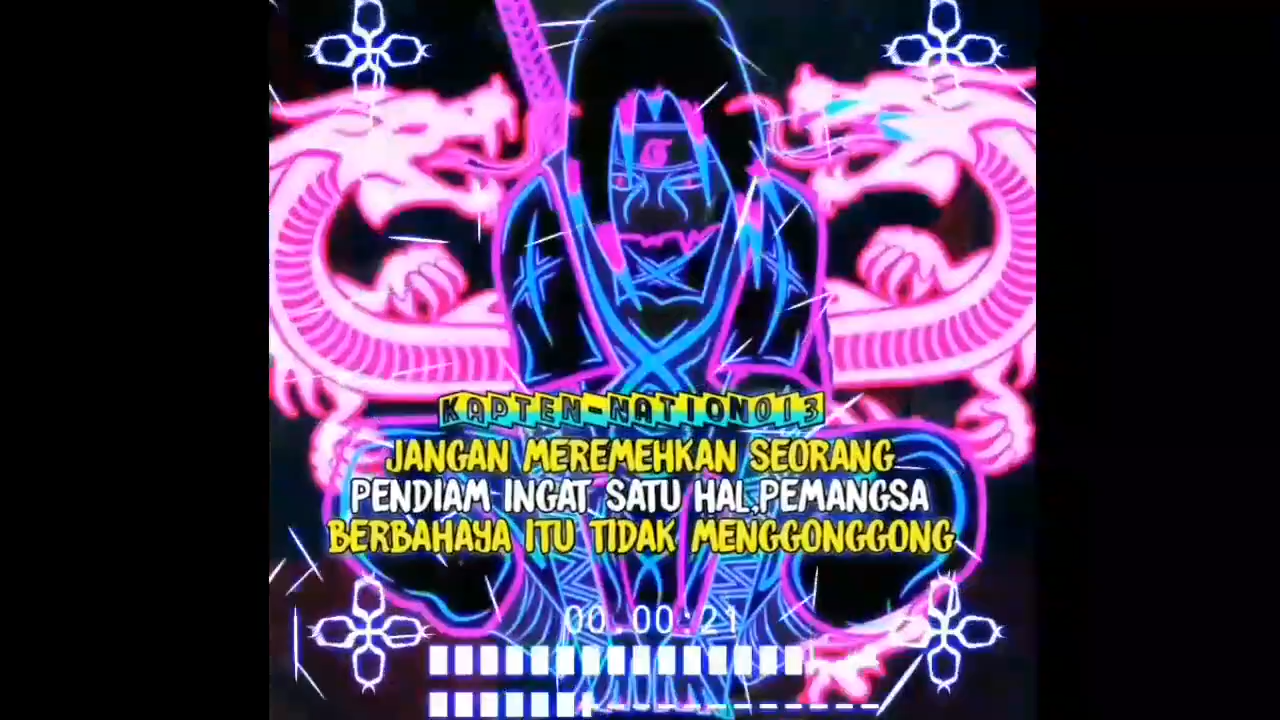 KAPTEN-NATION013
JANGAN MEREMEHKAN SEORANG
PENDIAM INGAT SATU HAL,PEMANGSA
BERBAHAYA ITU TIDAK MENGGONGGONG
00.00:21